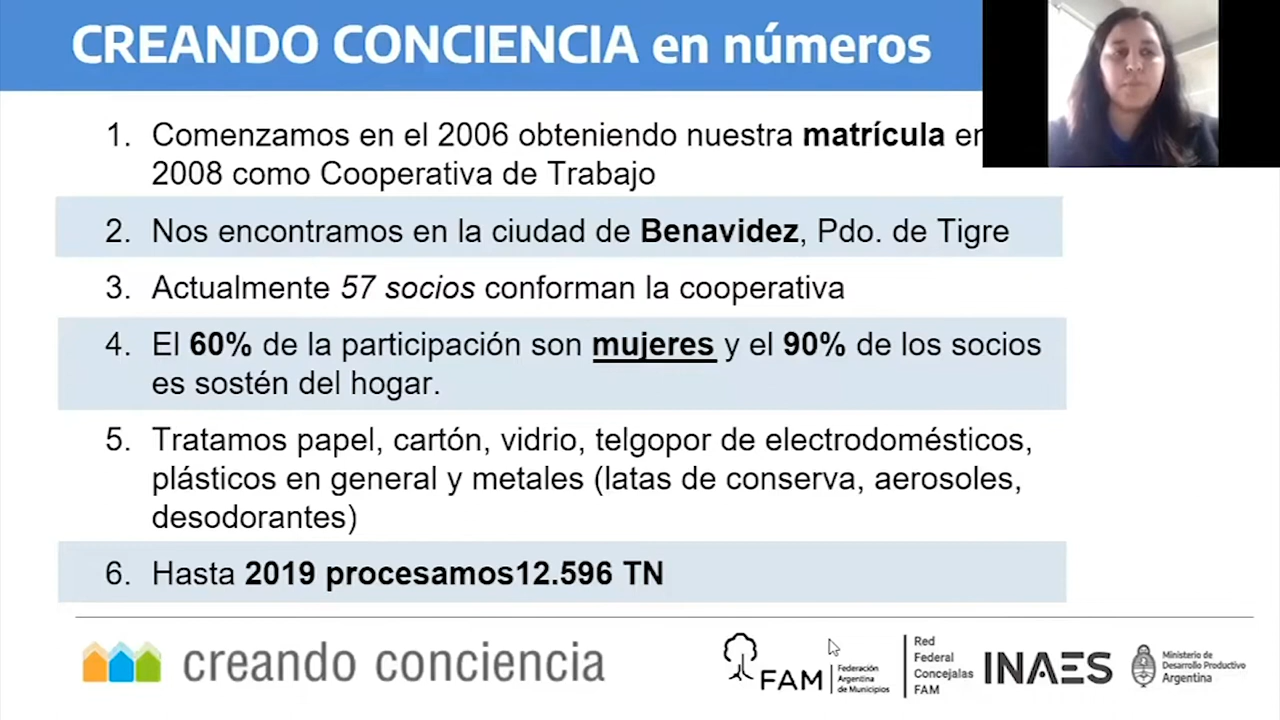 CREANDO CONCIENCIA en números
1. Comenzamos en el 2006 obteniendo nuestra matrícula en
2008 como Cooperativa de Trabajo
2. Nos encontramos en la ciudad de Benavidez, Pdo. de Tigre
3. Actualmente 57 socios conforman la cooperativa
4. El 60% de la participación son mujeres y el 90% de los socios
es sostén del hogar.
5. Tratamos papel, cartón, vidrio, telgopor de electrodomésticos,
plásticos en general y metales (latas de conserva, aerosoles,
desodorantes)
6. Hasta 2019 procesamos12.596 TN
creando conciencia
FAM
Federación
Argentina
de Municipios
Red
Federal
Concejalas
FAM
INAES
Ministerio de
Desarrollo Productivo
Argentina